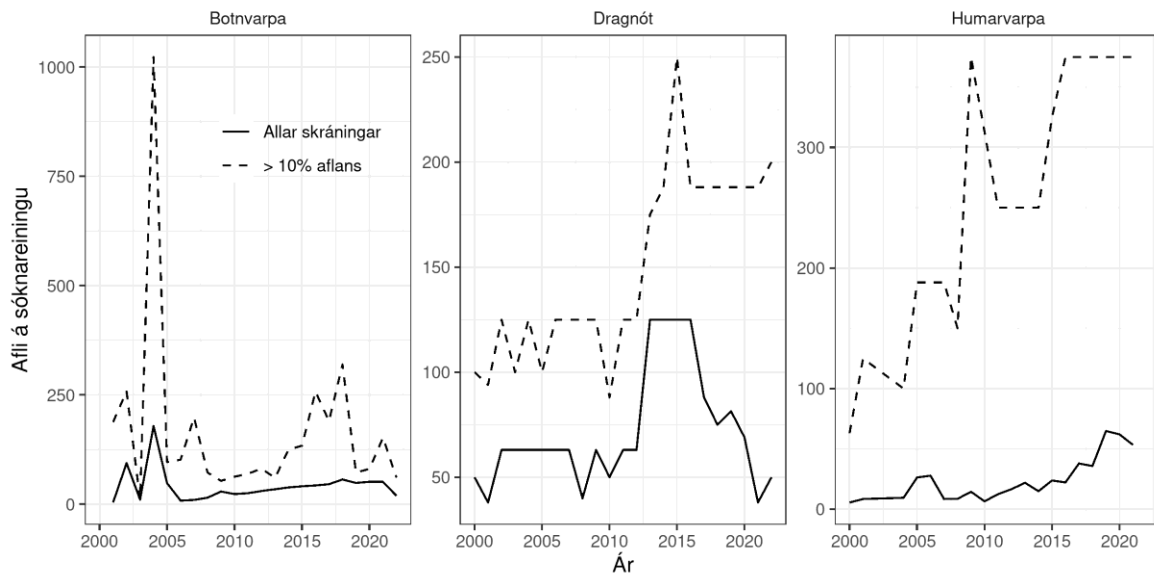 Botnvarpa
Dragnót
Humarvarpa
Afli á sóknareiningu
1000
750
500
250
0
Allar skráningar
> 10% aflans
250
200
150
100
50
300
200
100
0
2000 2005 2010 2015 2020
2000 2005 2010 2015 2020
2000 2005 2010 2015 2020
Ár